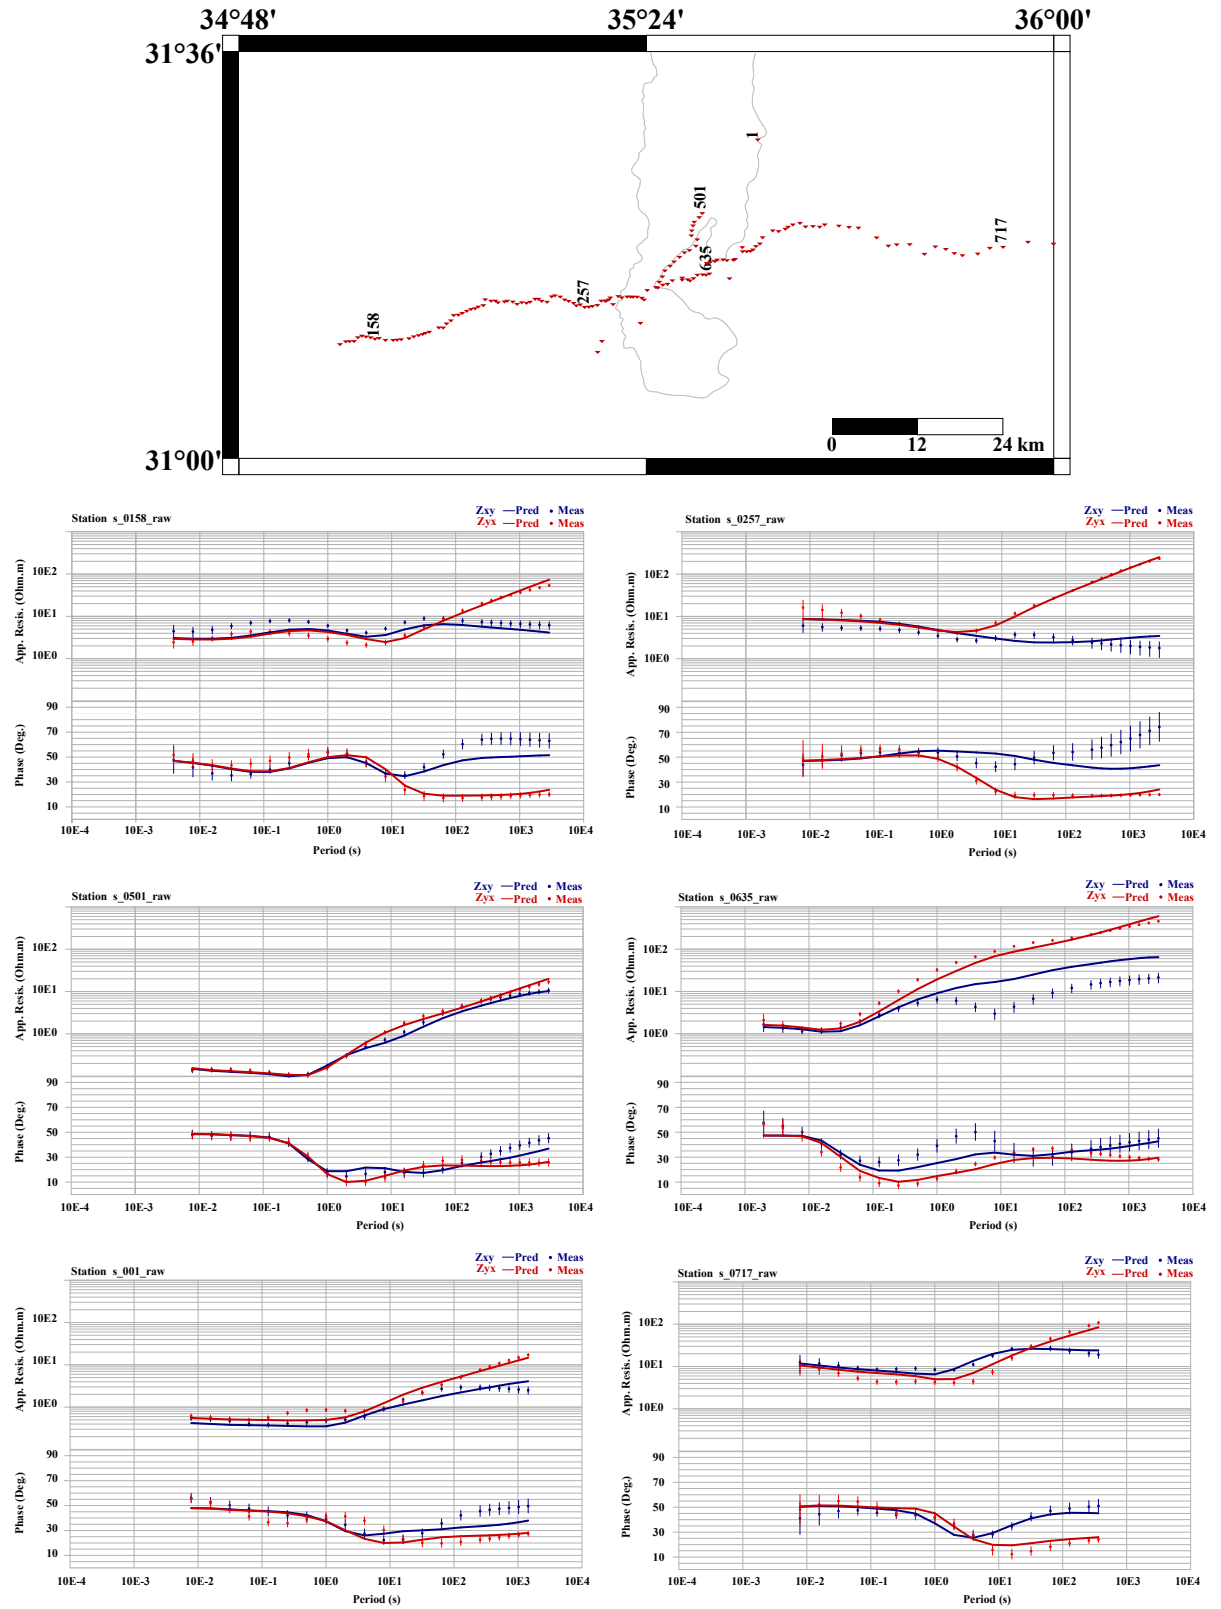 34°48' 35°24' 36°00'
31°36'
1
501
635
717
257
158
0 12 24 km
31°00'
Station s_0158_raw
Zxy —Pred • Meas
Zyx —Pred • Meas
App. Resis. (Ohm.m)
10E2
10E1
10E0
Phase (Deg.)
90
70
50
30
10
10E-4 10E-3 10E-2 10E-1 10E0 10E1 10E2 10E3 10E4
Period (s)
Station s_0257_raw
Zxy —Pred • Meas
Zyx —Pred • Meas
App. Resis. (Ohm.m)
10E2
10E1
10E0
Phase (Deg.)
90
70
50
30
10
10E-4 10E-3 10E-2 10E-1 10E0 10E1 10E2 10E3 10E4
Period (s)
Station s_0501_raw
Zxy —Pred • Meas
Zyx —Pred • Meas
App. Resis. (Ohm.m)
10E2
10E1
10E0
Phase (Deg.)
90
70
50
30
10
10E-4 10E-3 10E-2 10E-1 10E0 10E1 10E2 10E3 10E4
Period (s)
Station s_0635_raw
Zxy —Pred • Meas
Zyx —Pred • Meas
App. Resis. (Ohm.m)
10E2
10E1
10E0
Phase (Deg.)
90
70
50
30
10
10E-4 10E-3 10E-2 10E-1 10E0 10E1 10E2 10E3 10E4
Period (s)
Station s_001_raw
Zxy —Pred • Meas
Zyx —Pred • Meas
App. Resis. (Ohm.m)
10E2
10E1
10E0
Phase (Deg.)
90
70
50
30
10
10E-4 10E-3 10E-2 10E-1 10E0 10E1 10E2 10E3 10E4
Period (s)
Station s_0717_raw
Zxy —Pred • Meas
Zyx —Pred • Meas
App. Resis. (Ohm.m)
10E2
10E1
10E0
Phase (Deg.)
90
70
50
30
10
10E-4 10E-3 10E-2 10E-1 10E0 10E1 10E2 10E3 10E4
Period (s)